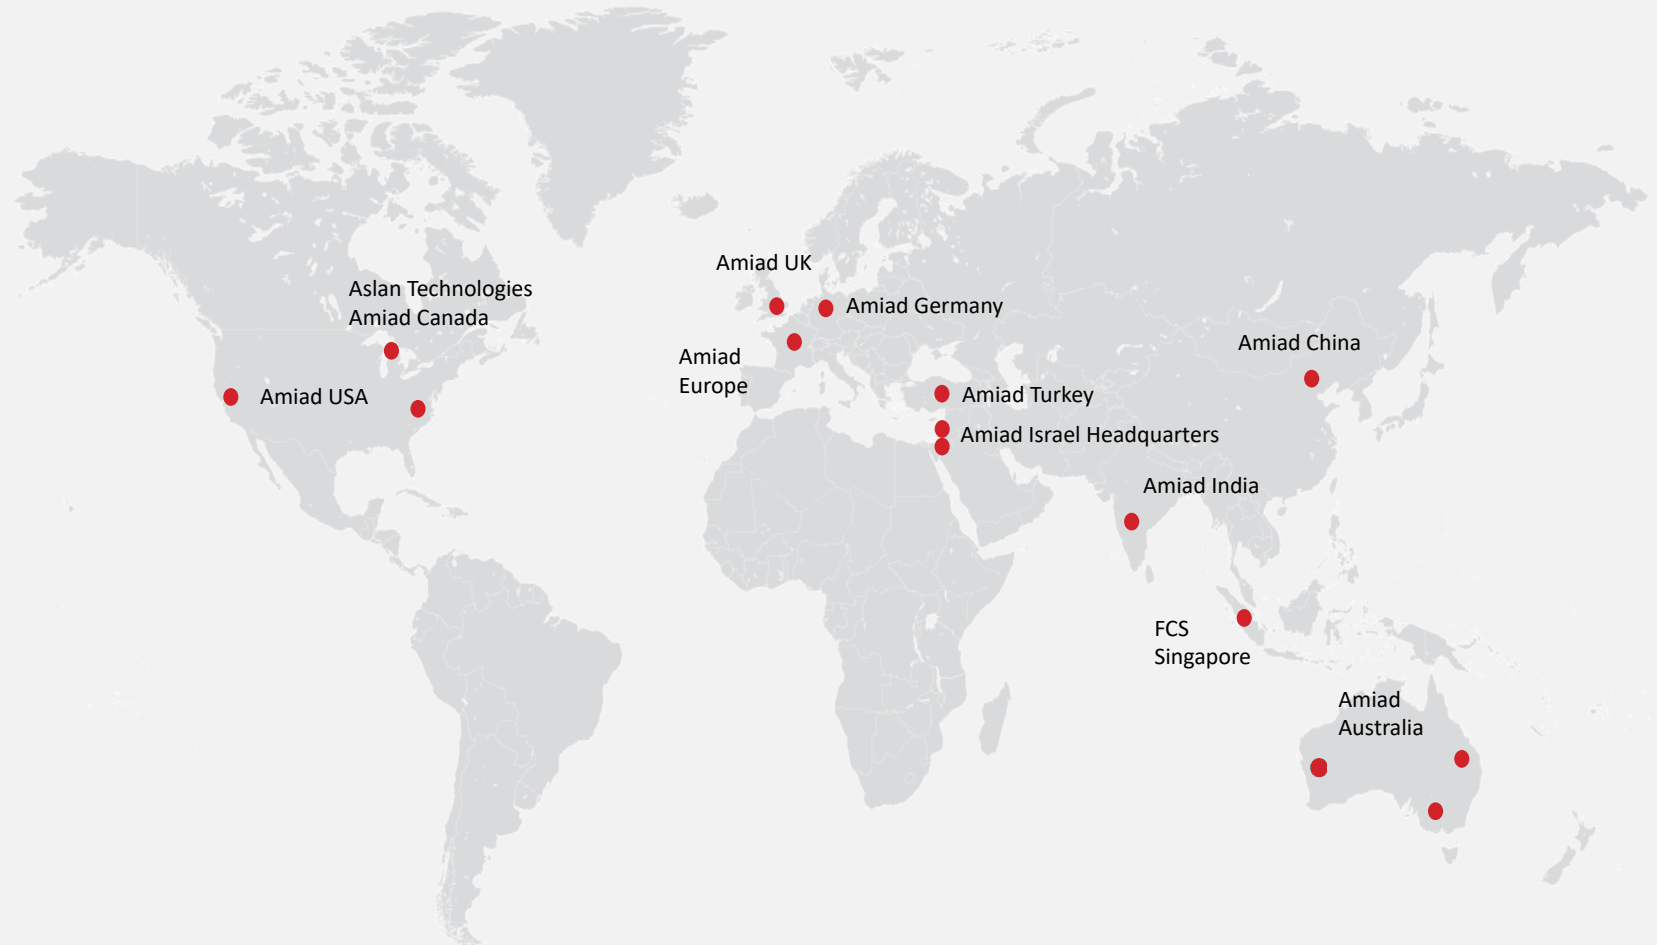 Amiad UK
Aslan Technologies
Amiad Canada
Amiad Germany
Amiad China
Amiad
Europe
Amiad USA
Amiad Turkey
Amiad Israel Headquarters
Amiad India
FCS
Singapore
Amiad
Australia